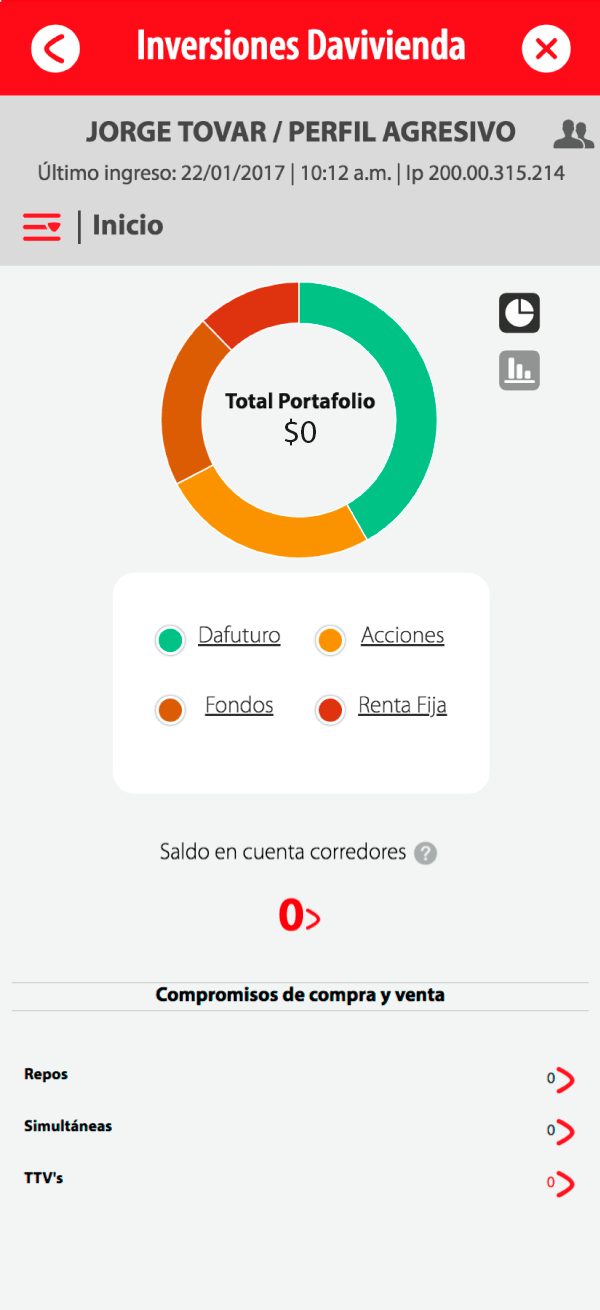 Inversiones Davivienda
JORGE TOVAR / PERFIL AGRESIVO
Último ingreso: 22/01/2017 | 10:12 a.m. | Ip 200.00.315.214
| Inicio
Total Portafolio
$0
Dafuturo Acciones
Fondos Renta Fija
Saldo en cuenta corredores ?
0>
Compromisos de compra y venta
Repos 0
Simultáneas 0
TTV's 0